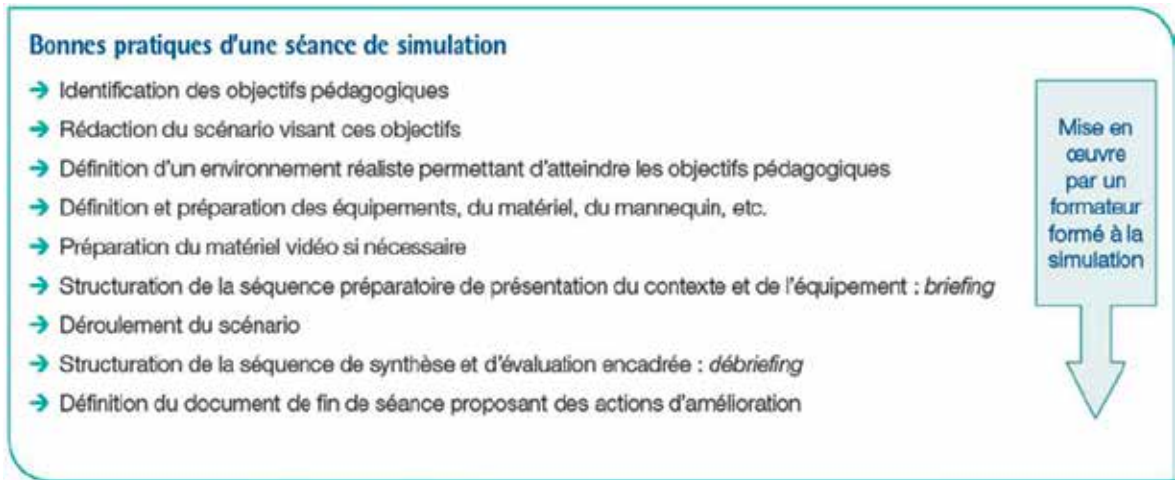 Bonnes pratiques d'une séance de simulation
→ Identification des objectifs pédagogiques
→ Rédaction du scénario visant ces objectifs
→ Définition d'un environnement réaliste permettant d'atteindre les objectifs pédagogiques
→ Définition et préparation des équipements, du matériel, du mannequin, etc.
→ Préparation du matériel vidéo si nécessaire
→ Structuration de la séquence préparatoire de présentation du contexte et de l'équipement : briefing
→ Déroulement du scénario
→ Structuration de la séquence de synthèse et d'évaluation encadrée : débriefing
→ Définition du document de fin de séance proposant des actions d'amélioration
Mise en
œuvre
par un
formateur
formé à la
simulation